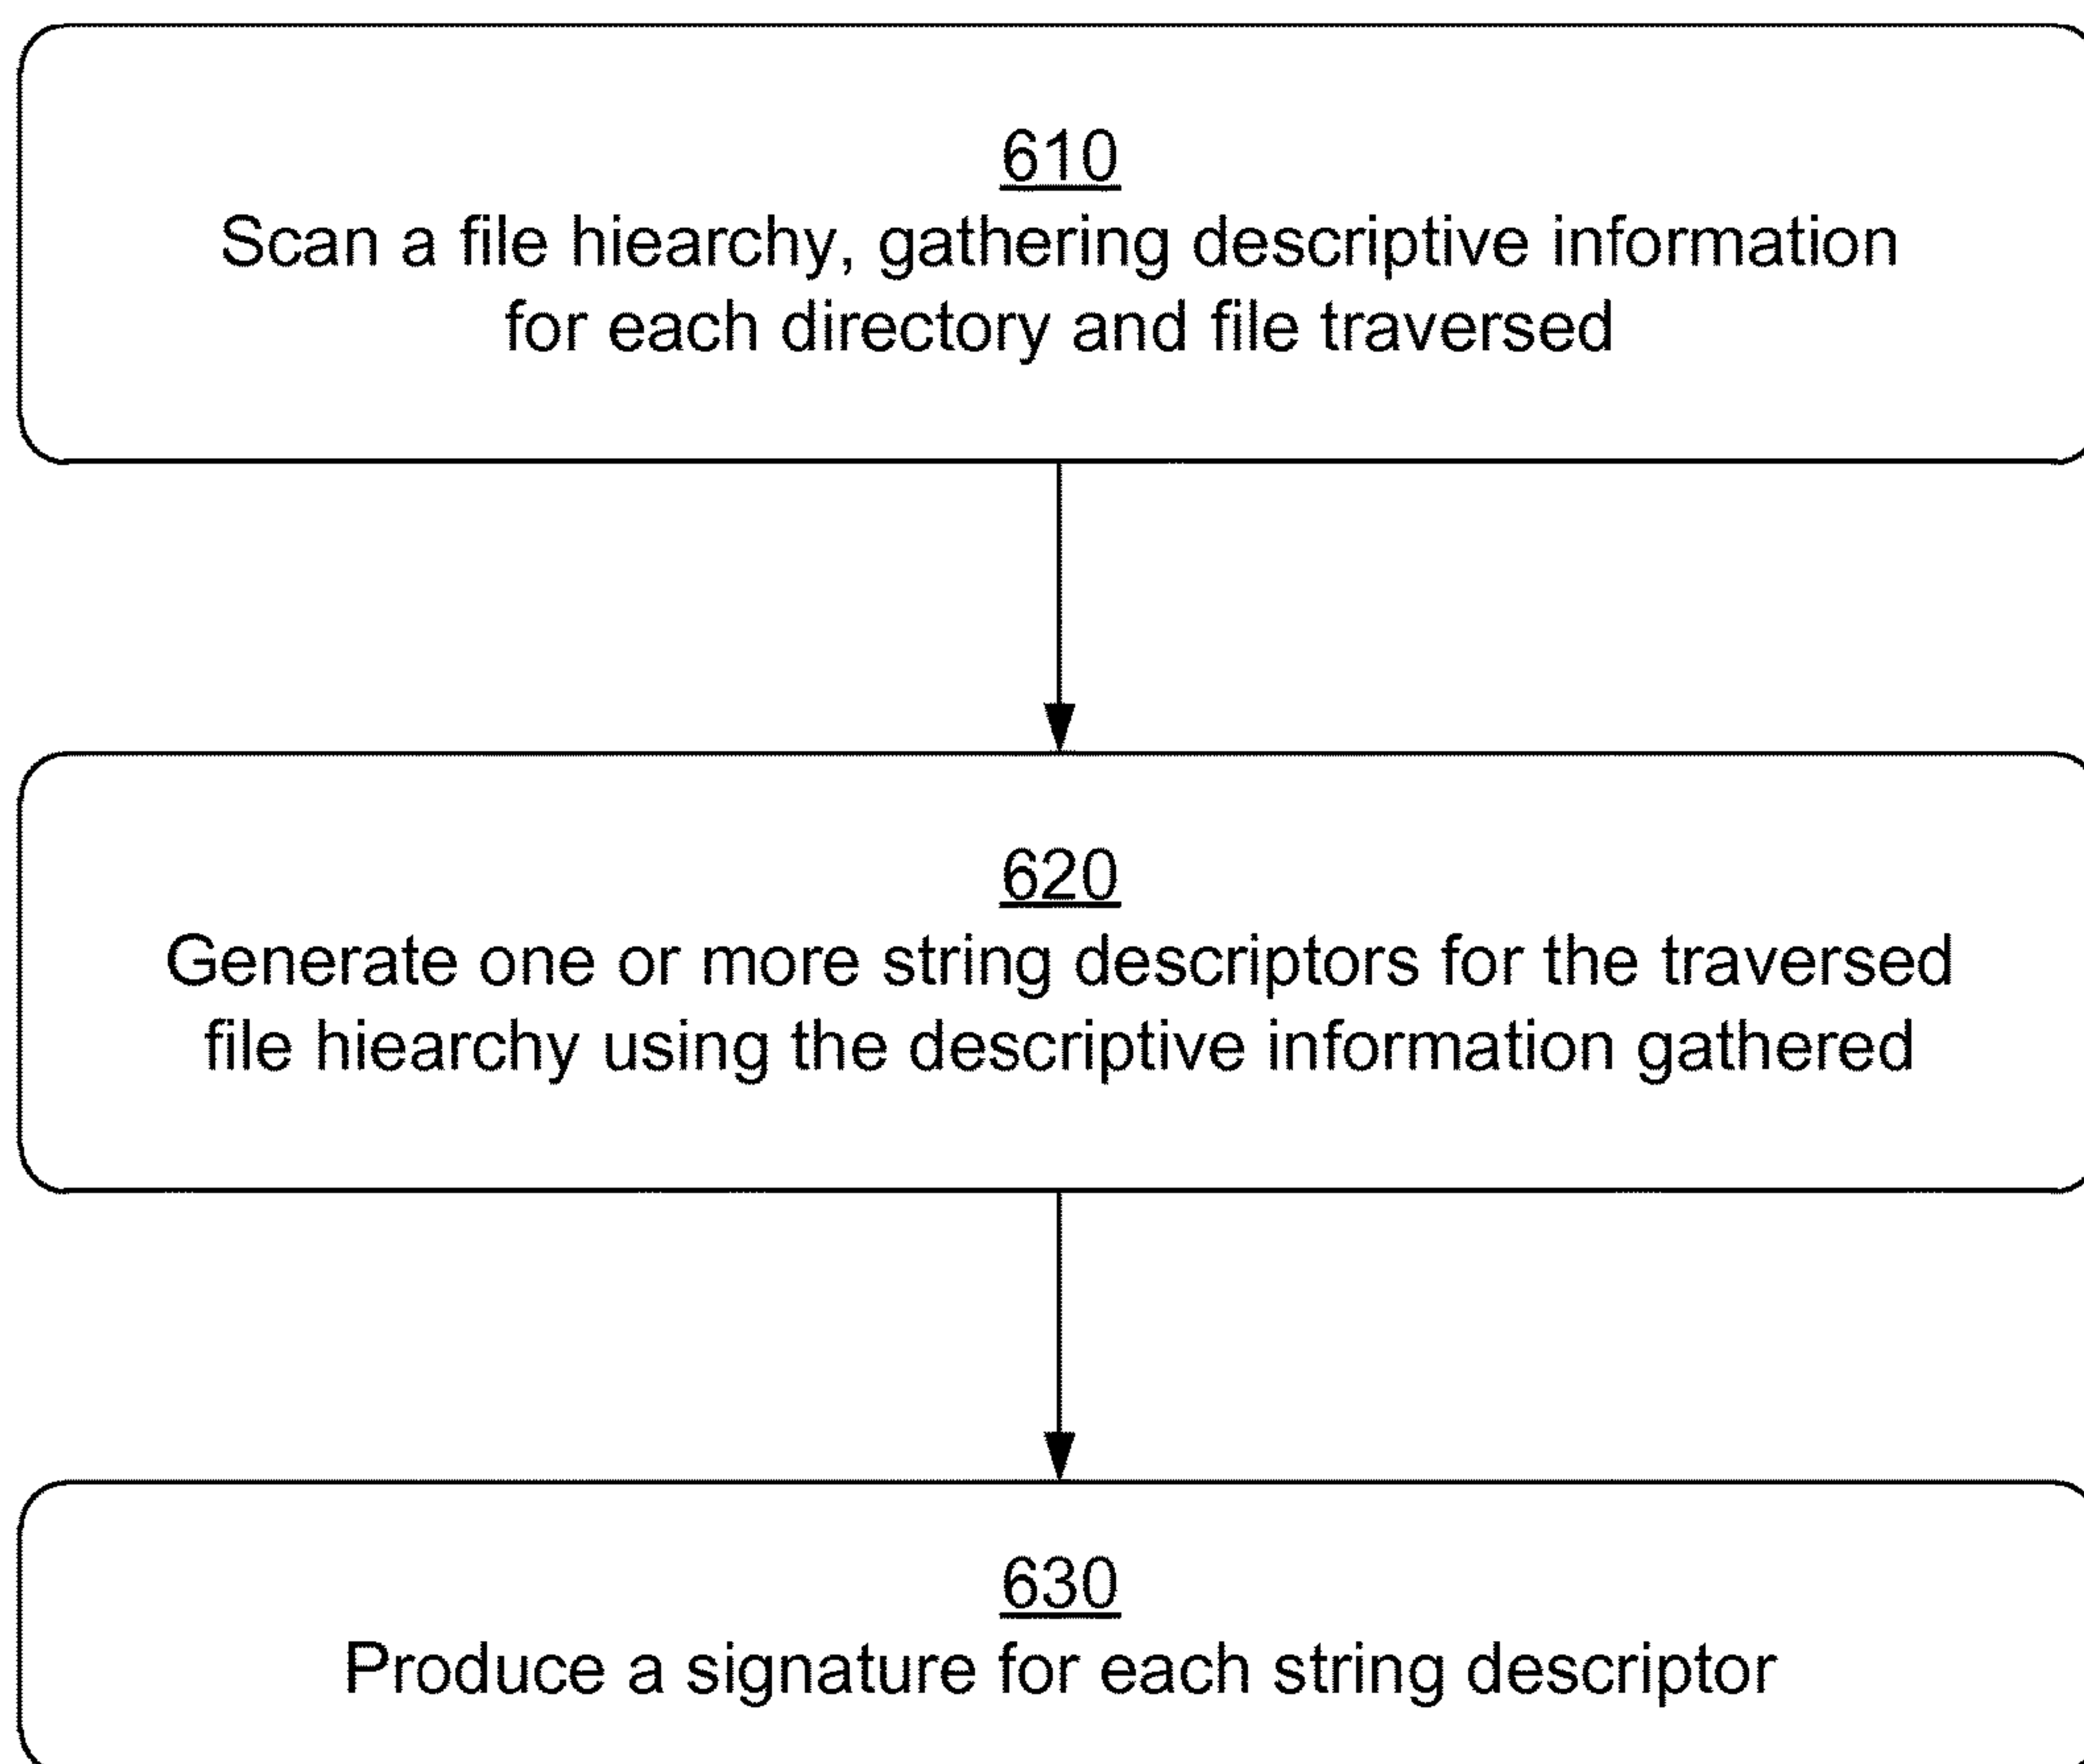 610
Scan a file hiearchy, gathering descriptive information
for each directory and file traversed
620
Generate one or more string descriptors for the traversed
file hiearchy using the descriptive information gathered
630
Produce a signature for each string descriptor